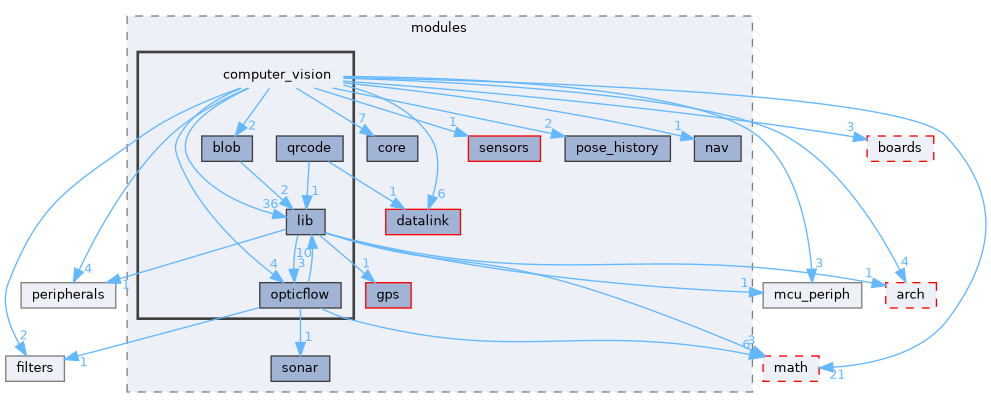 modules
computer_vision
2
7
1
2
1
3
blob
qrcode
core
sensors
pose_history
nav
boards
2
1
1
6
36
lib
datalink
10
4
3
1
4
1
1
3
4
1
peripherals
opticflow
gps
mcu_periph
arch
2
1
1
6
3
21
filters
sonar
math